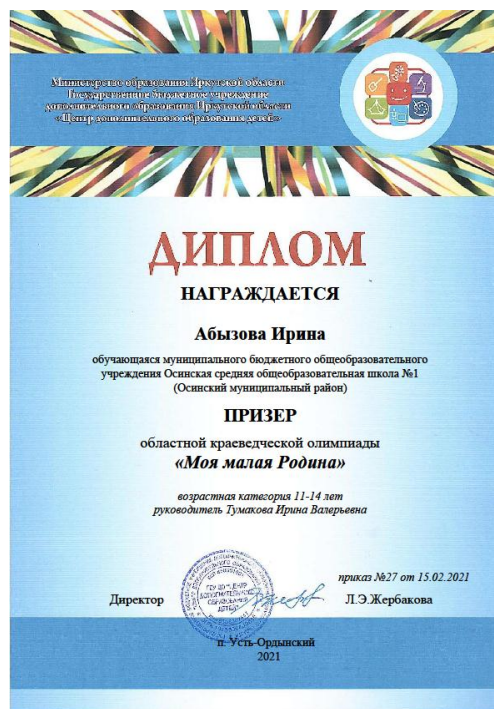 Министерство образования Иркутской области
Государственное бюджетное учреждение
дополнительного образования Иркутской области
«Центр дополнительного образования детей»
ДИПЛОМ
НАГРАЖДАЕТСЯ
Абызова Ирина
обучающаяся муниципального бюджетного общеобразовательного
учреждения Осинская средняя общеобразовательная школа №1
(Осинский муниципальный район)
ПРИЗЕР
областной краеведческой олимпиады
«Моя малая Родина»
возрастная категория 11-14 лет
руководитель Тумакова Ирина Валерьевна
приказ №27 от 15.02.2021
Директор Л.Э.Жербакова
п. Усть-Ордынский
2021